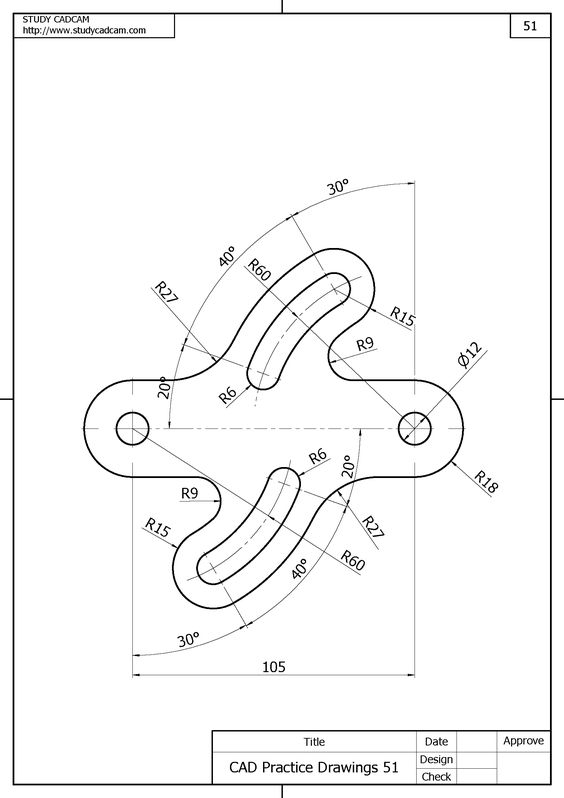 STUDY CADCAM
http://www.studycadcam.com
51
30°
40°
R60
R27
R15
R9
Ø12
R6
20°
R6
20°
R18
R9
R15
R27
R60
40°
30°
105
Title
Date
Approve
CAD Practice Drawings 51
Design
Check